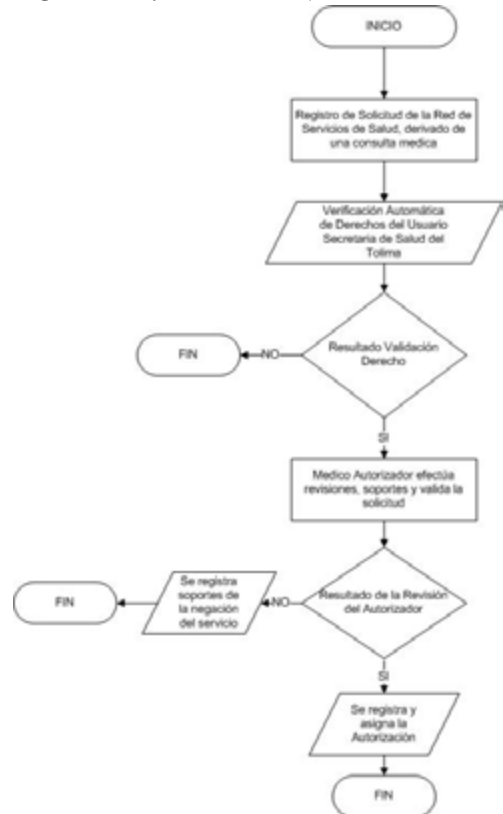 INICIO
Registro de Solicitud de la Red de
Servicios de Salud, derivado de
una consulta medica
Verificación Automática
de Derechos del Usuario
Secretaria de Salud del
Tolima
Resultado Validación
Derecho
NO
FIN
SI
Medico Autorizador efectúa
revisiones, soportes y valida la
solicitud
Resultado de la Revisión
del Autorizador
NO
Se registra
soportes de
la negación
del servicio
FIN
SI
Se registra y
asigna la
Autorización
FIN